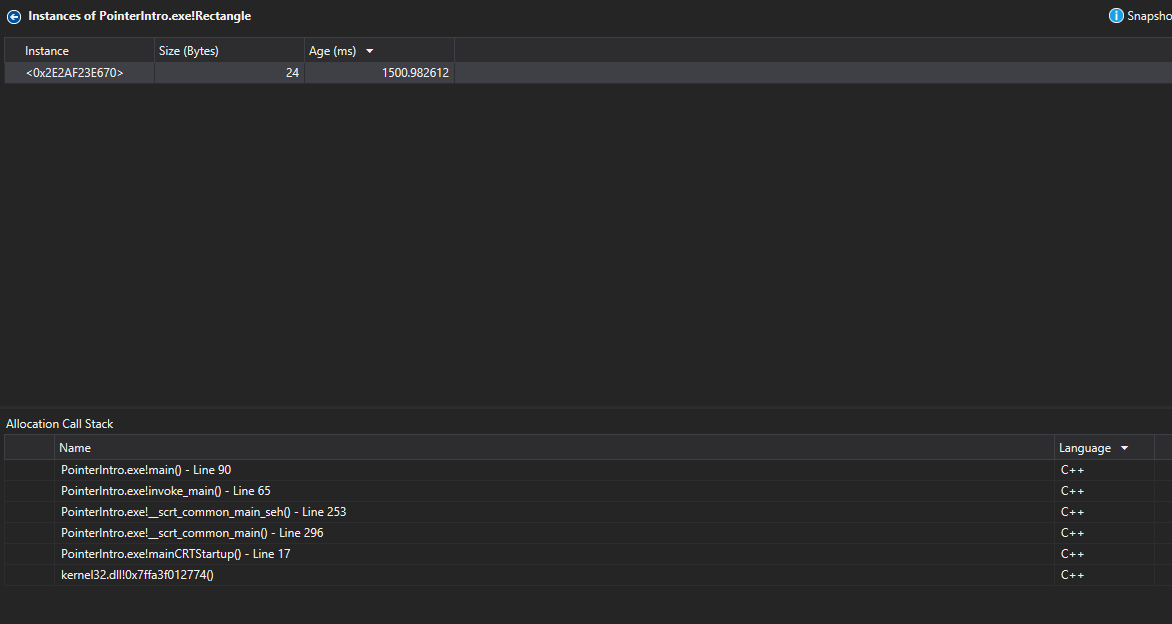 Instances of PointerIntro.exe!Rectangle
Snapsho
Instance Size (Bytes) Age (ms)
<0x2E2AF23E670> 24 1500.982612
Allocation Call Stack
Name Language
PointerIntro.exe!main() - Line 90 C++
PointerIntro.exe!invoke_main() - Line 65 C++
PointerIntro.exe!__scrt_common_main_seh() - Line 253 C++
PointerIntro.exe!__scrt_common_main() - Line 296 C++
PointerIntro.exe!mainCRTStartup() - Line 17 C++
kernel32.dll!0x7ffa3f012774() C++